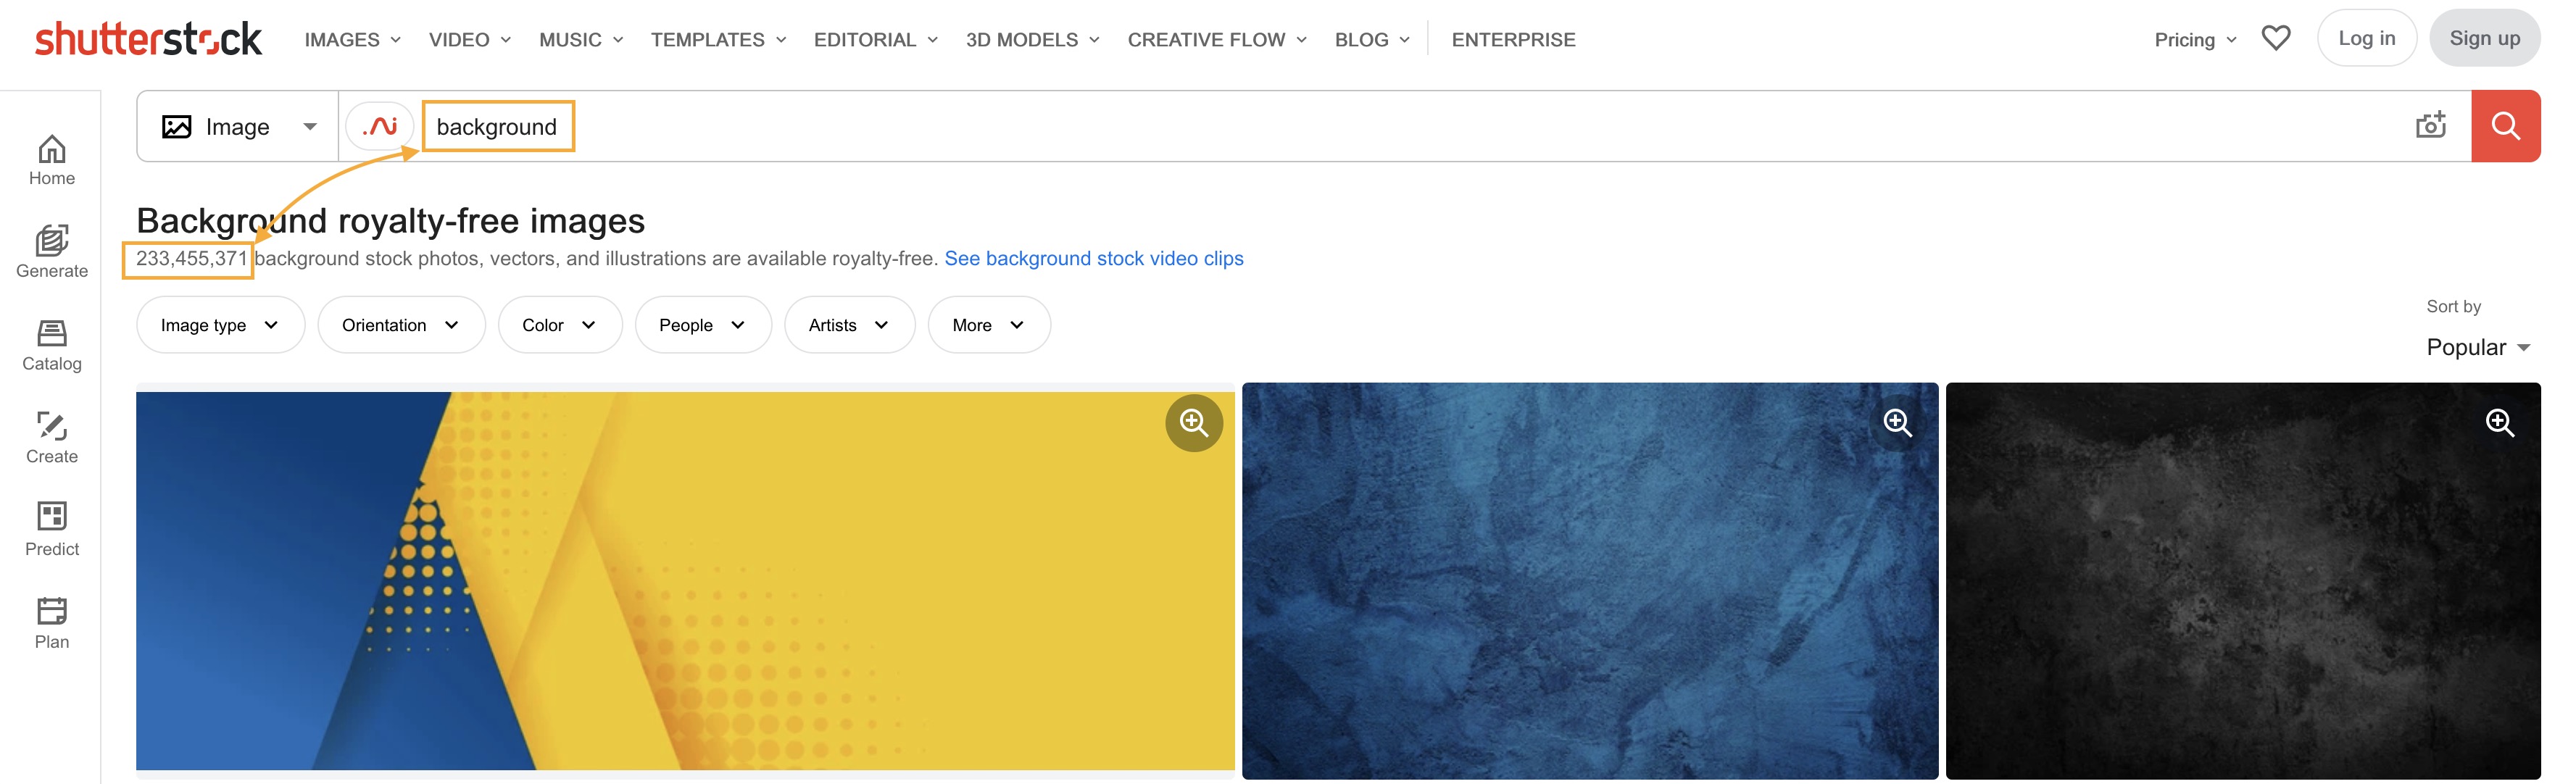 shutterstock IMAGES VIDEO MUSIC TEMPLATES EDITORIAL 3D MODELS CREATIVE FLOW BLOG ENTERPRISE Pricing Log in Sign up
Image .Ai background
Home
Generate
Catalog
Create
Predict
Plan
Background royalty-free images
233,455,371 background stock photos, vectors, and illustrations are available royalty-free. See background stock video clips
Image type Orientation Color People Artists More
Sort by
Popular